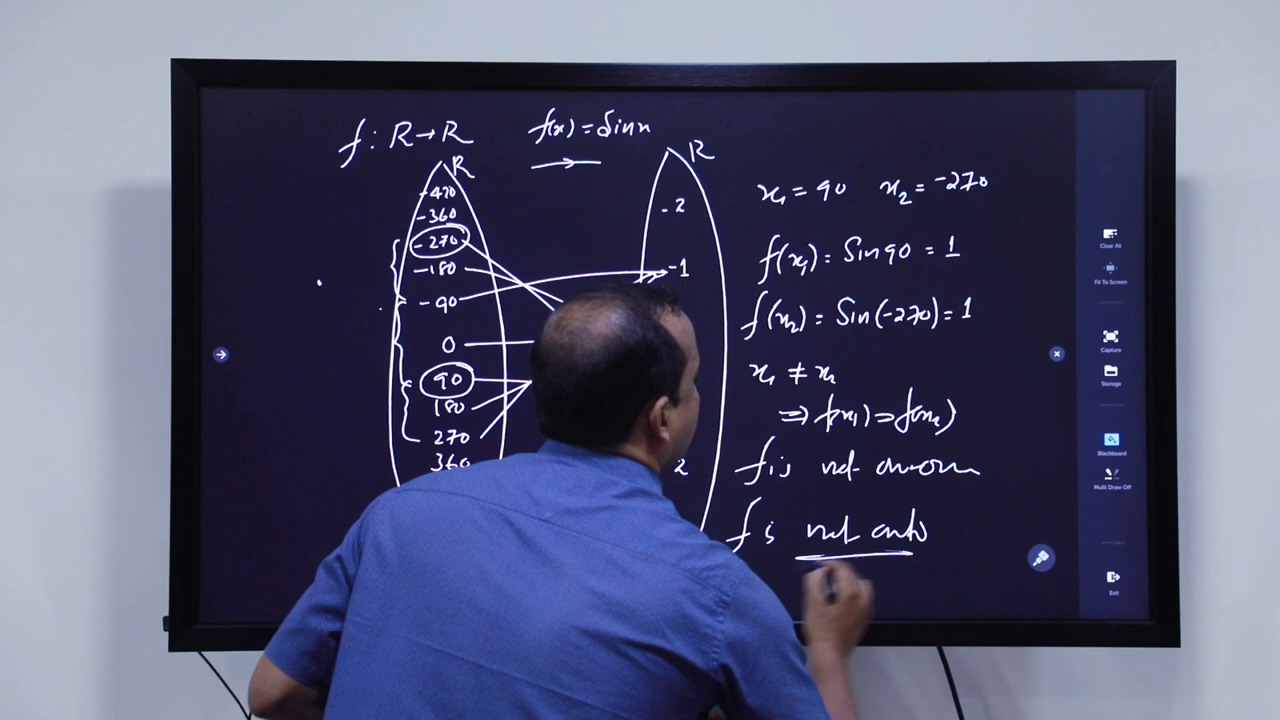 f: R→R f(x) = Sinx
R R
-470
-360
-270
-180
-90
0
90
180
270
360
-2
-1
2
x₁ = 90 x₂ = -270
f(x₁) = Sin90 = 1
f(x₂) = Sin(-270) = 1
x₁ ≠ x₂
⇒ f(x₁) = f(x₂)
f is not one-one
f is not onto
Clear All
Fit To Screen
Capture
Storage
Blackboard
Multi Draw Off
Exit